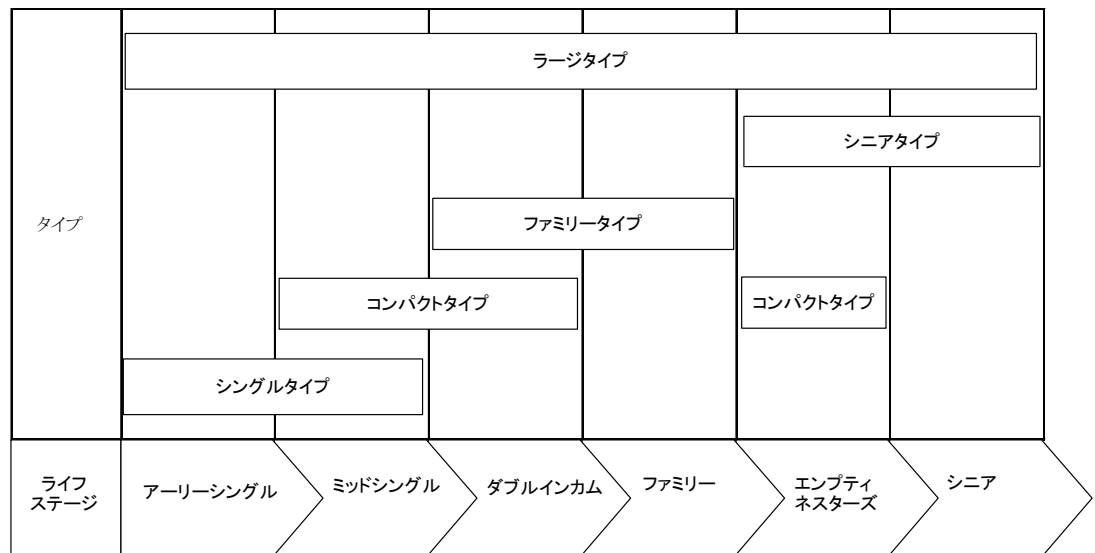 ラージタイプ
シニアタイプ
タイプ
ファミリータイプ
コンパクトタイプ
コンパクトタイプ
シングルタイプ
ライフ
ステージ
アーリーシングル
ミッドシングル
ダブルインカム
ファミリー
エンプティ
ネスターズ
シニア